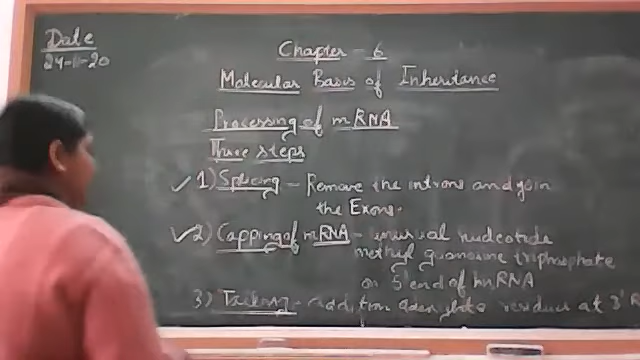 Date
24-11-20
Chapter - 6
Molecular Basis of Inheritance
Processing of mRNA
Three steps
✓ 1) Splicing - Remove the introns and join
the Exons.
✓ 2) Capping of mRNA - unusual nucleotide
methyl guanosine triphosphate
on 5' end of hnRNA
3) Tailing - addition adenylate residues at 3'